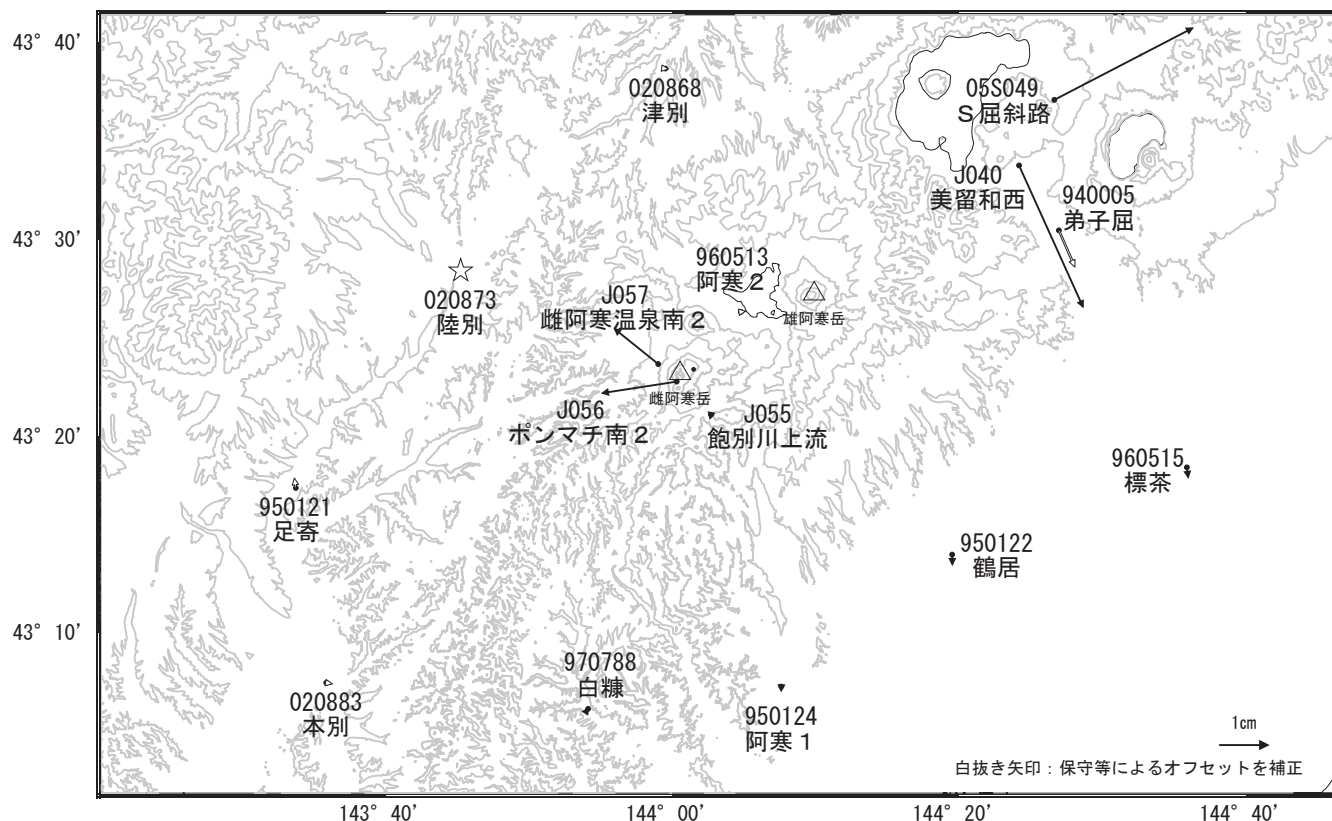 43° 40'
020868
津別
05S049
S屈斜路
J040
美留和西
940005
弟子屈
43° 30'
960513
阿寒2
020873
陸別
J057
雌阿寒温泉南2
雄阿寒岳
雌阿寒岳
J056
ポンマチ南2
J055
飽別川上流
43° 20'
960515
標茶
950121
足寄
950122
鶴居
43° 10'
970788
白糠
020883
本別
950124
阿寒1
1cm
白抜き矢印：保守等によるオフセットを補正
143° 40'
144° 00'
144° 20'
144° 40'